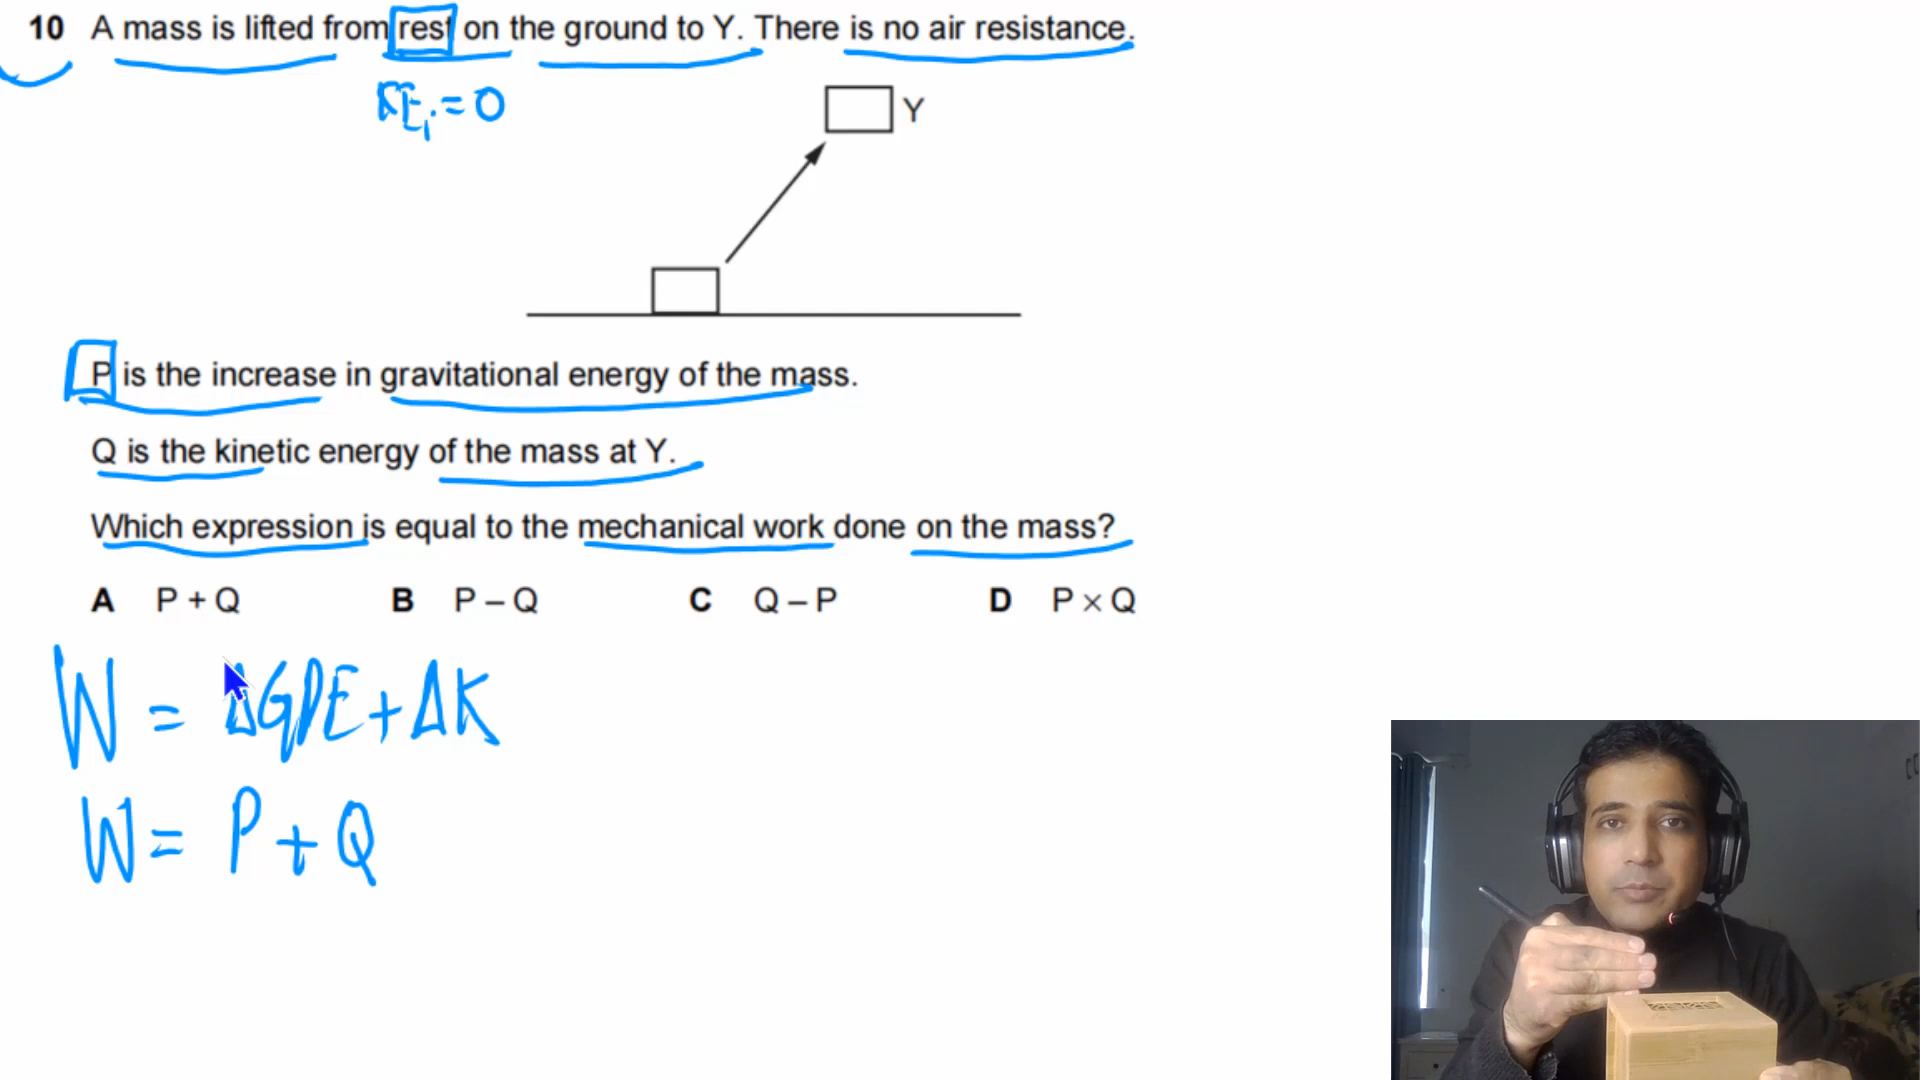 10 A mass is lifted from rest on the ground to Y. There is no air resistance.
KEi = 0
Y
P is the increase in gravitational energy of the mass.
Q is the kinetic energy of the mass at Y.
Which expression is equal to the mechanical work done on the mass?
A P + Q B P – Q C Q – P D P × Q
W = ΔGPE + ΔK
W = P + Q